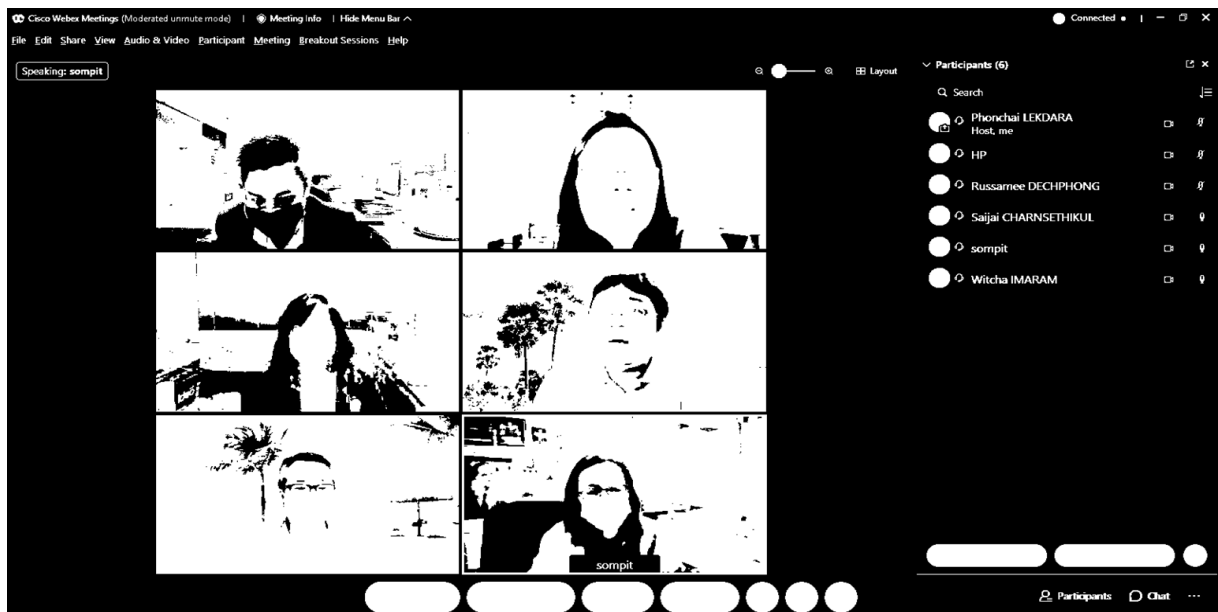 Cisco Webex Meetings (Moderated unmute mode) | Meeting Info | Hide Menu Bar
Connected
File Edit Share View Audio & Video Participant Meeting Breakout Sessions Help
Speaking: sompit
Layout
Participants (6)
Search
Phonchai LEKDARA
Host, me
HP
Russamee DECHPHONG
Saijai CHARNSETHIKUL
sompit
Witcha IMARAM
sompit
Participants Chat ...